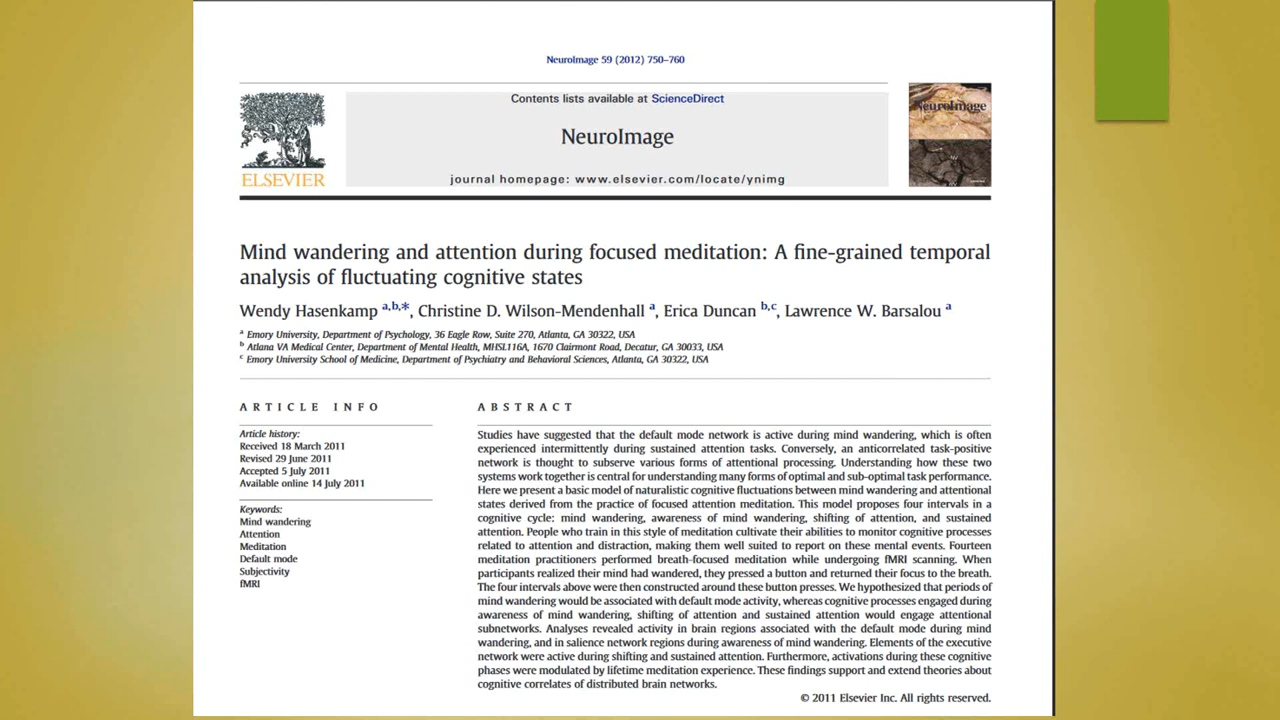 NeuroImage 59 (2012) 750–760
Contents lists available at ScienceDirect
NeuroImage
journal homepage: www.elsevier.com/locate/ynimg
ELSEVIER
NeuroImage
Mind wandering and attention during focused meditation: A fine-grained temporal
analysis of fluctuating cognitive states
Wendy Hasenkamp a,b,*, Christine D. Wilson-Mendenhall a, Erica Duncan b,c, Lawrence W. Barsalou a
a Emory University, Department of Psychology, 36 Eagle Row, Suite 270, Atlanta, GA 30322, USA
b Atlana VA Medical Center, Department of Mental Health, MHSL116A, 1670 Clairmont Road, Decatur, GA 30033, USA
c Emory University School of Medicine, Department of Psychiatry and Behavioral Sciences, Atlanta, GA 30322, USA
ARTICLE INFO
Article history:
Received 18 March 2011
Revised 29 June 2011
Accepted 5 July 2011
Available online 14 July 2011
Keywords:
Mind wandering
Attention
Meditation
Default mode
Subjectivity
fMRI
ABSTRACT
Studies have suggested that the default mode network is active during mind wandering, which is often
experienced intermittently during sustained attention tasks. Conversely, an anticorrelated task-positive
network is thought to subserve various forms of attentional processing. Understanding how these two
systems work together is central for understanding many forms of optimal and sub-optimal task performance.
Here we present a basic model of naturalistic cognitive fluctuations between mind wandering and attentional
states derived from the practice of focused attention meditation. This model proposes four intervals in a
cognitive cycle: mind wandering, awareness of mind wandering, shifting of attention, and sustained
attention. People who train in this style of meditation cultivate their abilities to monitor cognitive processes
related to attention and distraction, making them well suited to report on these mental events. Fourteen
meditation practitioners performed breath-focused meditation while undergoing fMRI scanning. When
participants realized their mind had wandered, they pressed a button and returned their focus to the breath.
The four intervals above were then constructed around these button presses. We hypothesized that periods of
mind wandering would be associated with default mode activity, whereas cognitive processes engaged during
awareness of mind wandering, shifting of attention and sustained attention would engage attentional
subnetworks. Analyses revealed activity in brain regions associated with the default mode during mind
wandering, and in salience network regions during awareness of mind wandering. Elements of the executive
network were active during shifting and sustained attention. Furthermore, activations during these cognitive
phases were modulated by lifetime meditation experience. These findings support and extend theories about
cognitive correlates of distributed brain networks.
© 2011 Elsevier Inc. All rights reserved.